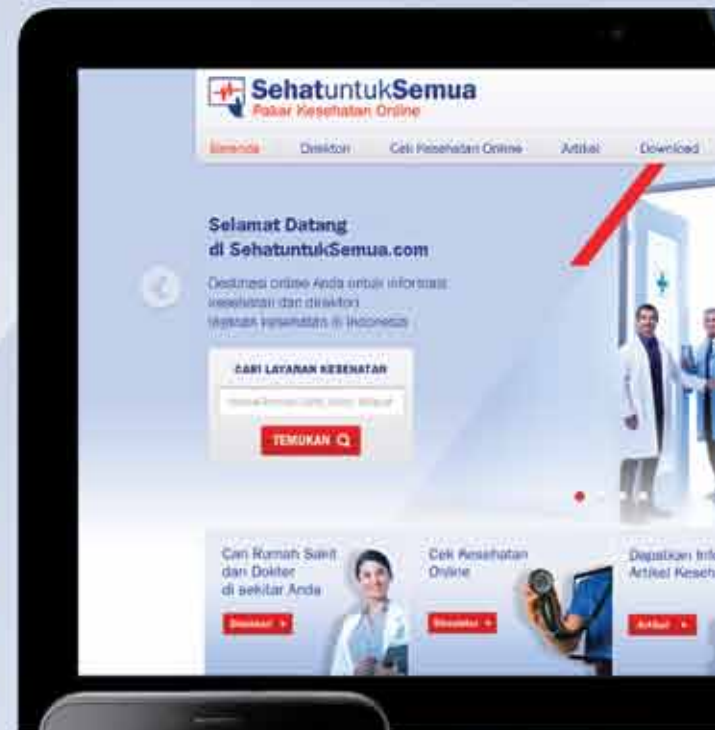 SehatuntukSemua
Pakar Kesehatan Online
Beranda Direktori Cek Kesehatan Online Artikel Download
Selamat Datang
di SehatuntukSemua.com
Destinasi online Anda untuk informasi
kesehatan dan direktori
layanan kesehatan di Indonesia
CARI LAYANAN KESEHATAN
TEMUKAN
Cari Rumah Sakit
dan Dokter
di sekitar Anda
Cek Kesehatan
Online
Dapatkan Info
Artikel Keseh
Direktori
Artikel